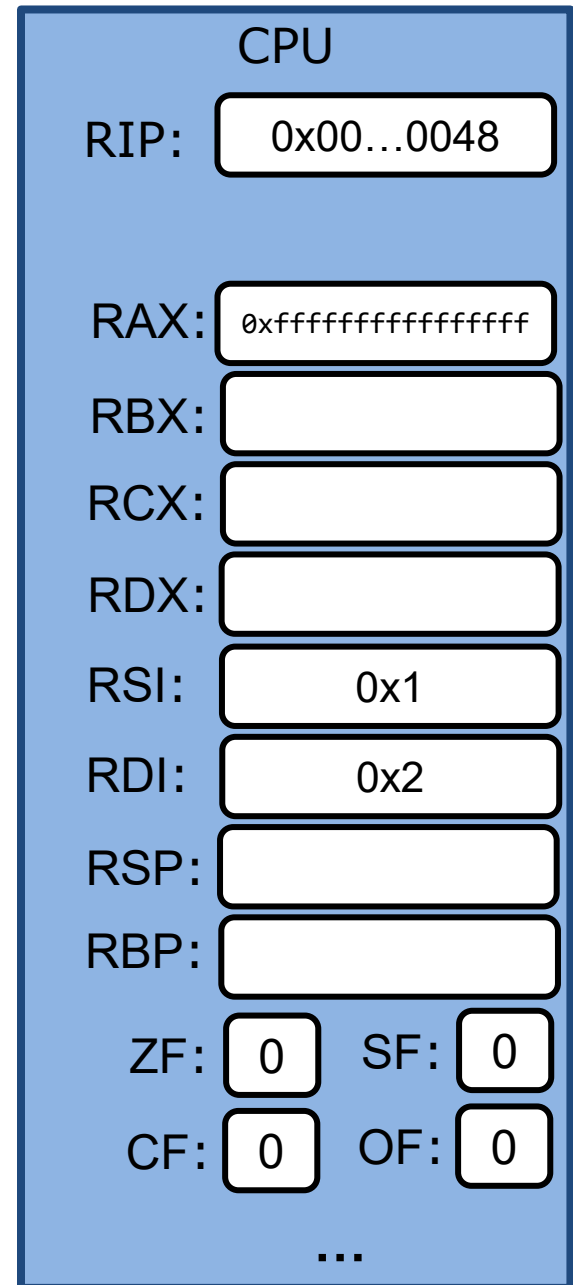 CPU
RIP: 0x00...0048
RAX: 0xffffffffffffffff
RBX:
RCX:
RDX:
RSI: 0x1
RDI: 0x2
RSP:
RBP:
ZF: 0 SF: 0
CF: 0 OF: 0
...